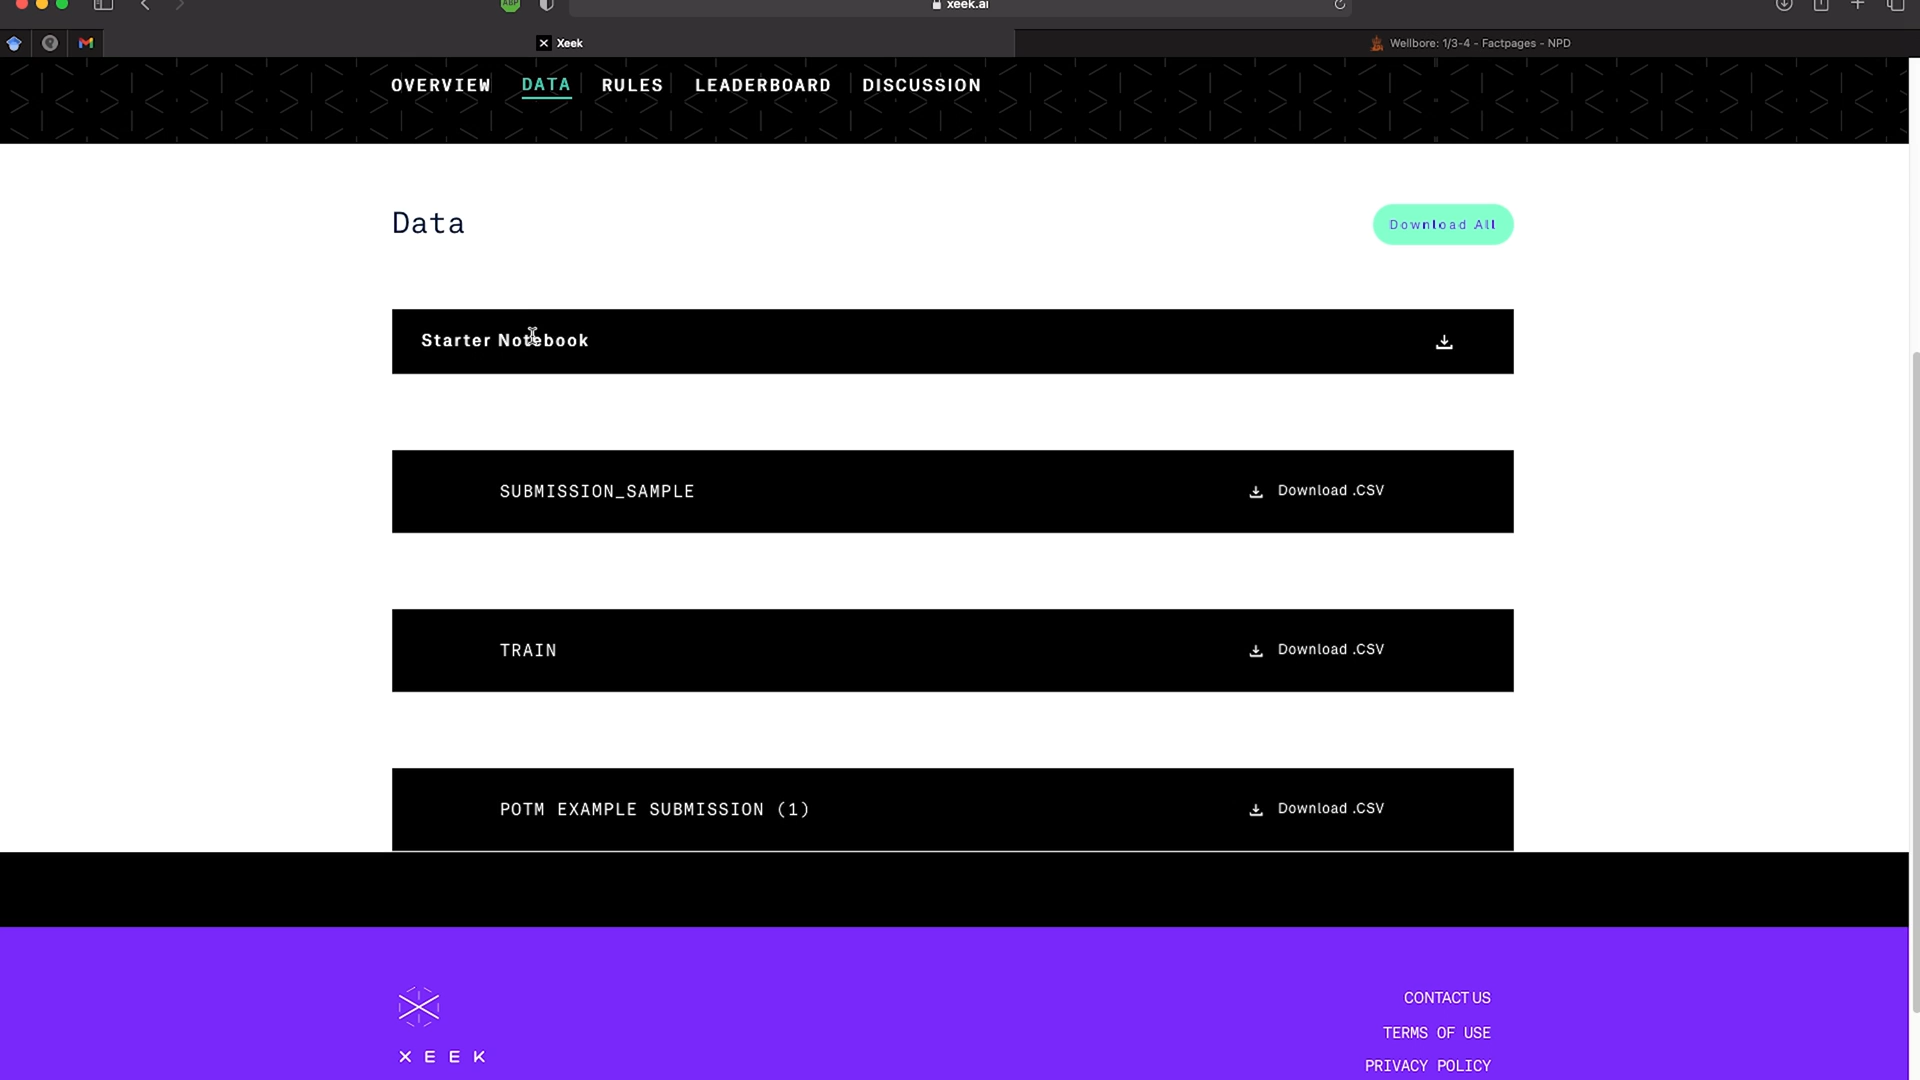 ABP
xeek.ai
Xeek
Wellbore: 1/3-4 - Factpages - NPD
OVERVIEW DATA RULES LEADERBOARD DISCUSSION
Data
Download All
Starter Notebook
SUBMISSION_SAMPLE
Download .CSV
TRAIN
Download .CSV
POTM EXAMPLE SUBMISSION (1)
Download .CSV
CONTACT US
TERMS OF USE
XEEK
PRIVACY POLICY